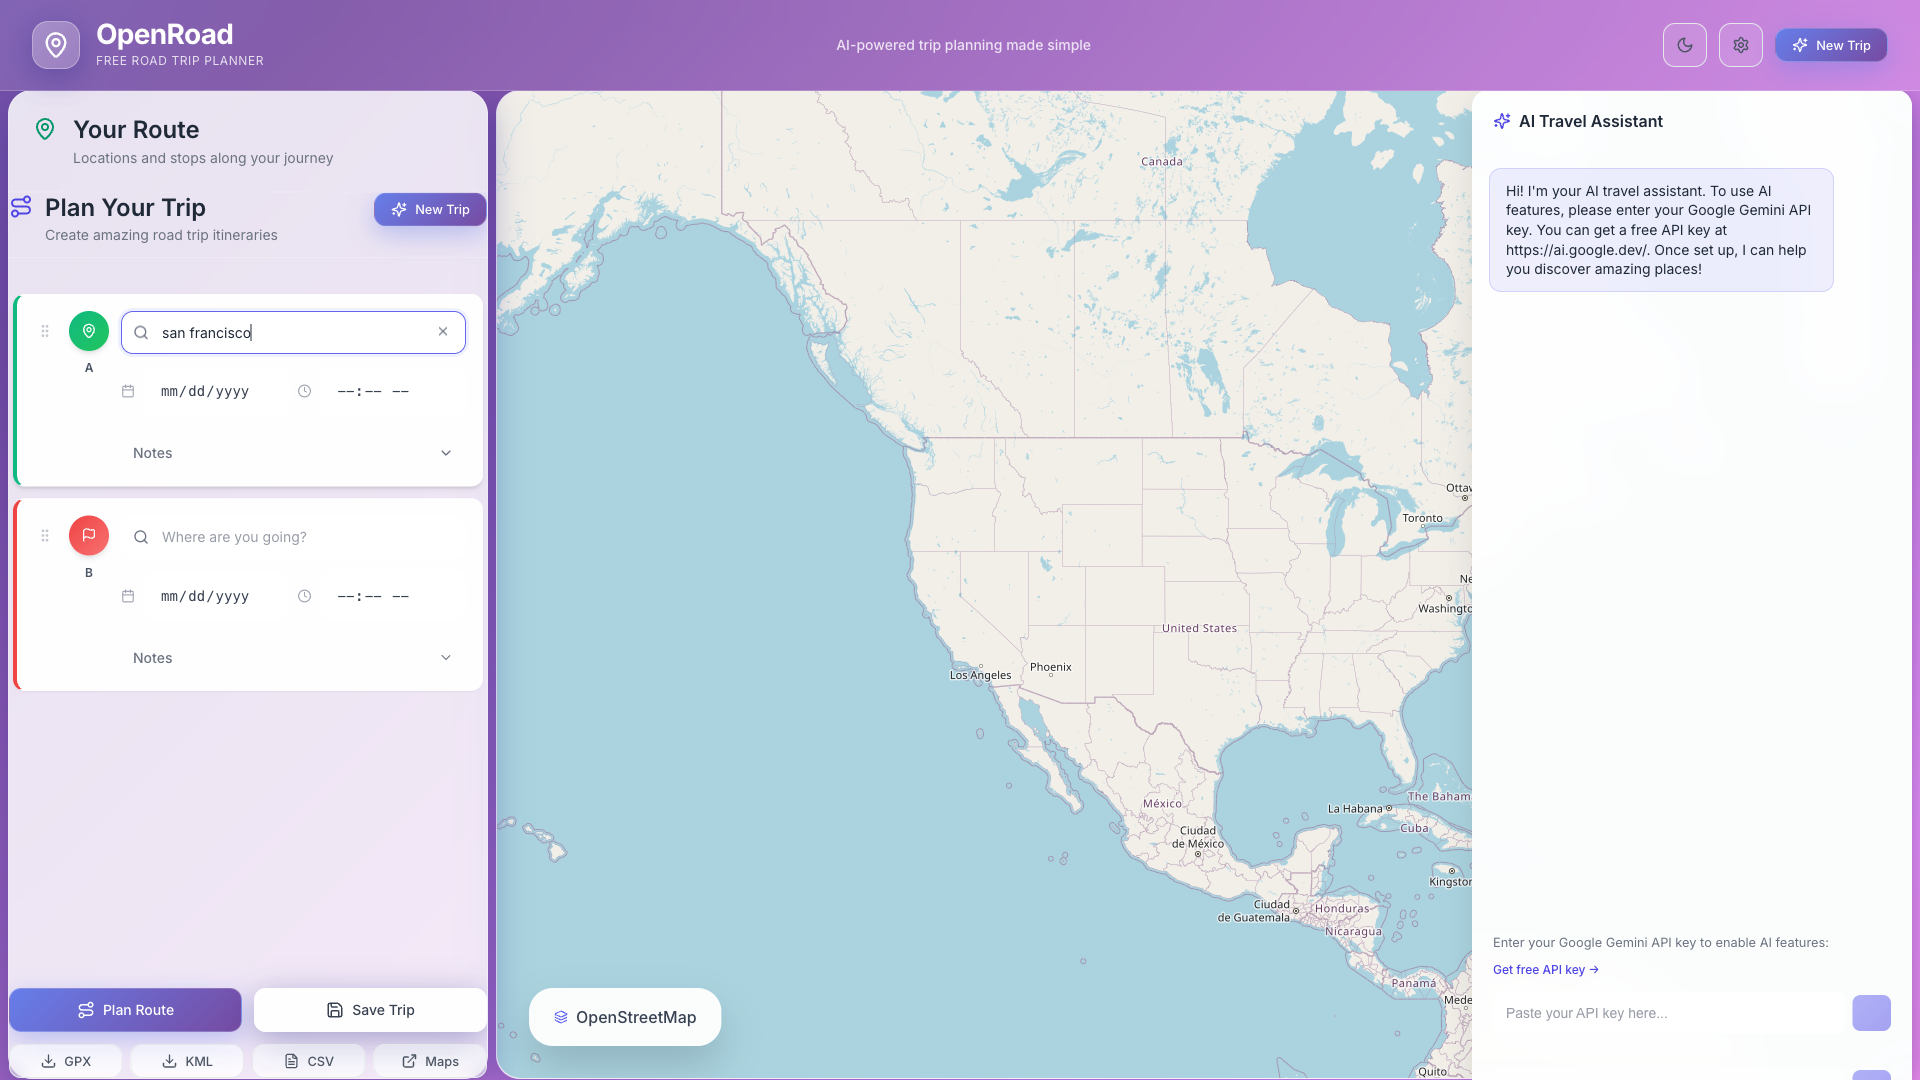 OpenRoad
FREE ROAD TRIP PLANNER
AI-powered trip planning made simple
New Trip
Your Route
Locations and stops along your journey
Plan Your Trip
Create amazing road trip itineraries
New Trip
san francisco
A
mm/dd/yyyy
--:-- --
Notes
Where are you going?
B
mm/dd/yyyy
--:-- --
Notes
Plan Route
Save Trip
GPX
KML
CSV
Maps
Canada
Ottaw
Toronto
Ne
Washingto
United States
Los Angeles
Phoenix
México
Ciudad
de México
La Habana
The Baham
Cuba
Kingston
Ciudad
de Guatemala
Honduras
Nicaragua
Panamá
Mede
Quito
OpenStreetMap
AI Travel Assistant
Hi! I'm your AI travel assistant. To use AI
features, please enter your Google Gemini API
key. You can get a free API key at
https://ai.google.dev/. Once set up, I can help
you discover amazing places!
Enter your Google Gemini API key to enable AI features:
Get free API key →
Paste your API key here...